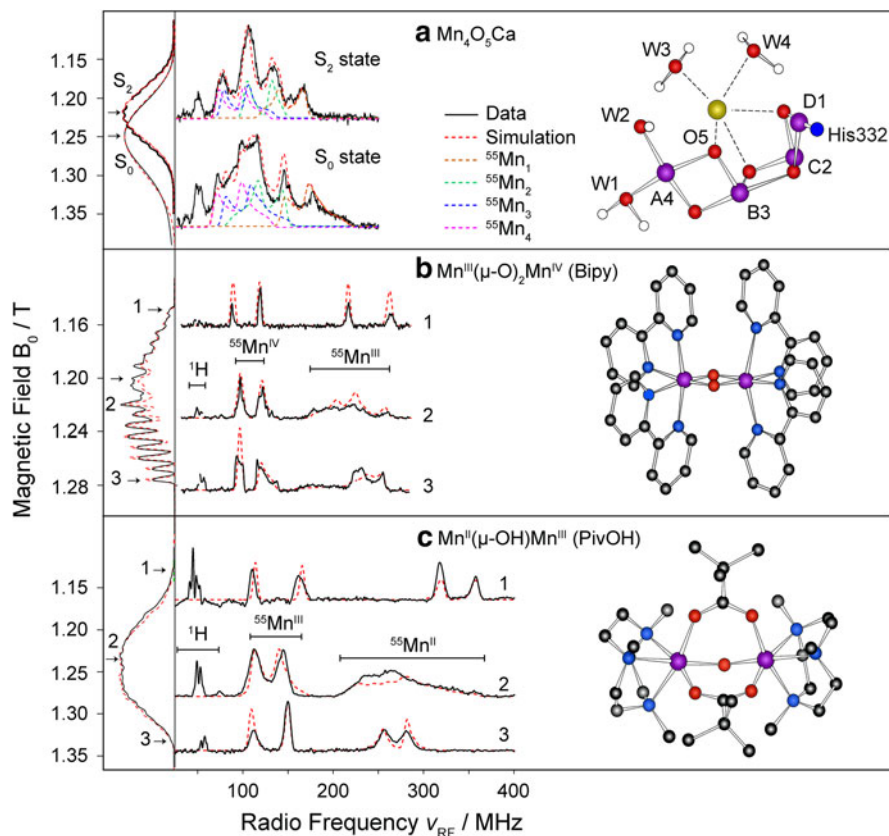 a Mn₄O₅Ca
1.15
1.20
1.25
1.30
1.35
S₂
S₀
S₂ state
S₀ state
Data
Simulation
⁵⁵Mn₁
⁵⁵Mn₂
⁵⁵Mn₃
⁵⁵Mn₄
W3
W4
W2
D1
O5
His332
W1
A4
C2
B3
b Mnᴵᴵᴵ(μ-O)₂Mnᴵⱽ (Bipy)
Magnetic Field B₀ / T
1.16
1.20
1.24
1.28
1
2
3
1
⁵⁵Mnᴵⱽ
⁵⁵Mnᴵᴵᴵ
¹H
2
3
c Mnᴵᴵ(μ-OH)Mnᴵᴵᴵ (PivOH)
1.15
1.20
1.25
1.30
1.35
1
2
3
1
⁵⁵Mnᴵᴵᴵ
¹H
⁵⁵Mnᴵᴵ
2
3
100 200 300 400
Radio Frequency νRF / MHz